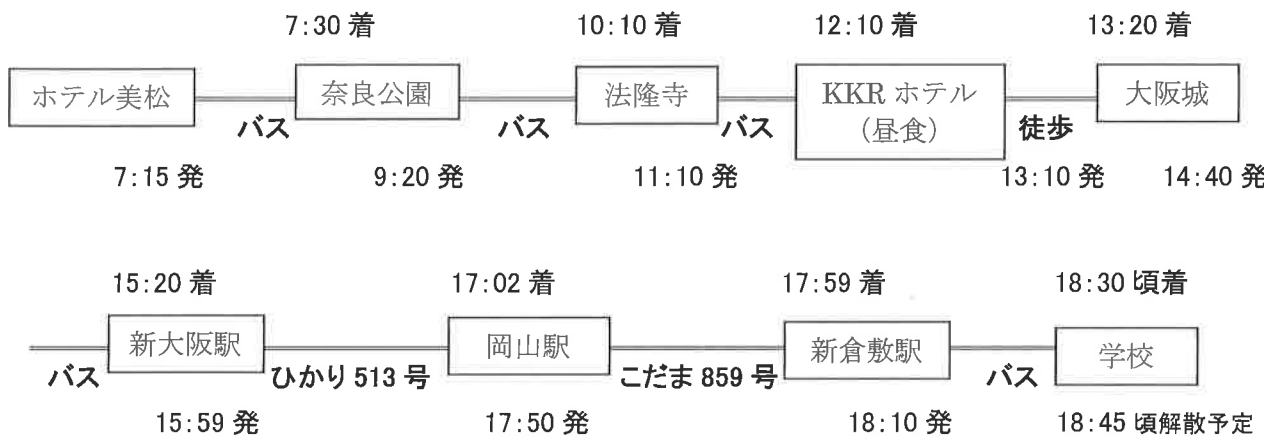 7:30 着 10:10 着 12:10 着 13:20 着
ホテル美松 奈良公園 法隆寺 KKR ホテル 大阪城
バス バス バス (昼食) 徒歩
7:15 発 9:20 発 11:10 発 13:10 発 14:40 発
15:20 着 17:02 着 17:59 着 18:30 頃着
新大阪駅 岡山駅 新倉敷駅 学校
バス ひかり 513 号 こだま 859 号 バス
15:59 発 17:50 発 18:10 発 18:45 頃解散予定